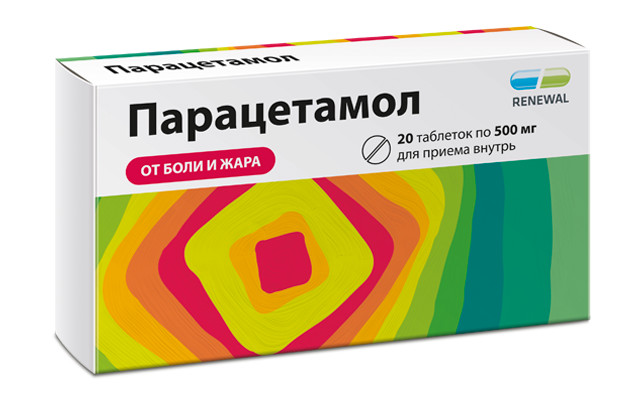 Парацетамол
Парацетамол
RENEWAL
ОТ БОЛИ И ЖАРА
20 таблеток по 500 мг
для приема внутрь